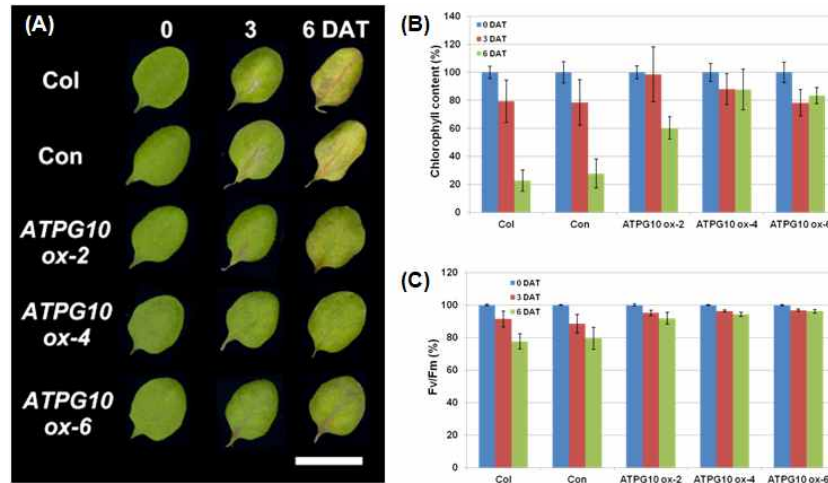 (A)
0 3 6 DAT
Col
Con
ATPG10
ox-2
ATPG10
ox-4
ATPG10
ox-6
(B)
Chlorophyll content (%)
140
120
100
80
60
40
20
0
0 DAT
3 DAT
6 DAT
Col Con ATPG10 ox-2 ATPG10 ox-4 ATPG10 ox-6
(C)
Fv/Fm (%)
120
100
80
60
40
20
0
0 DAT
3 DAT
6 DAT
Col Con ATPG10 ox-2 ATPG10 ox-4 ATPG10 ox-6